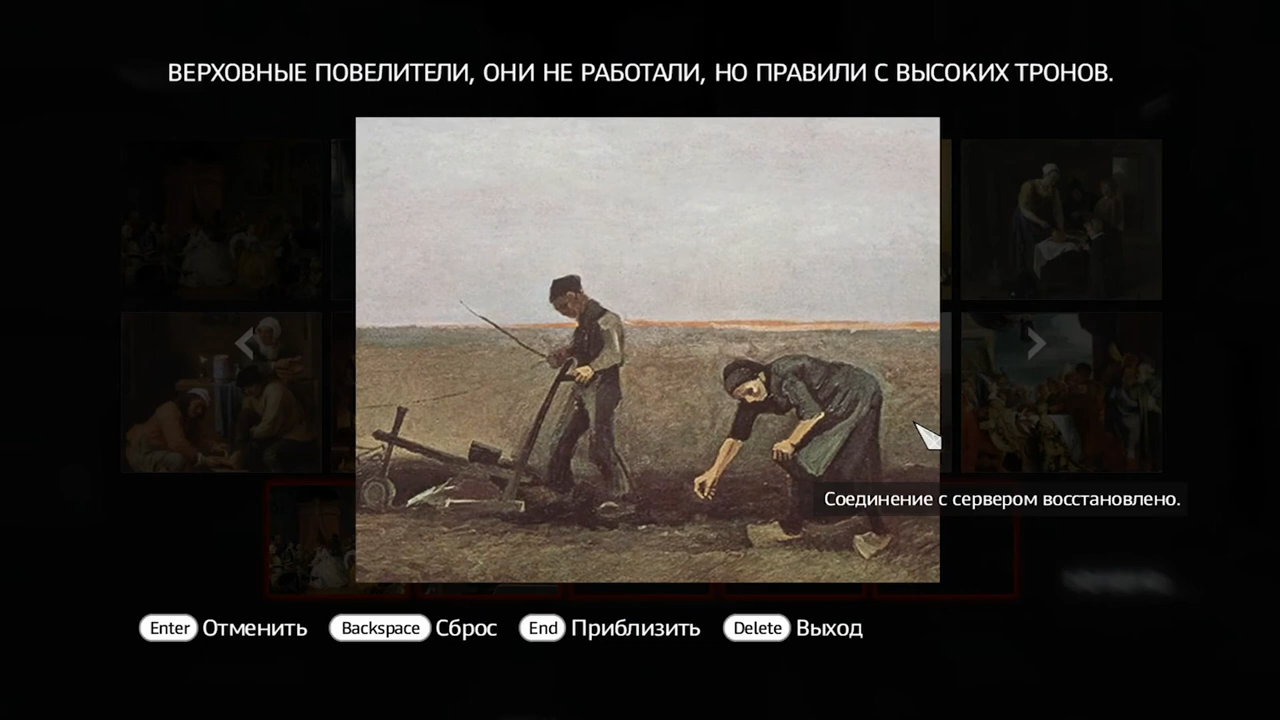 ВЕРХОВНЫЕ ПОВЕЛИТЕЛИ, ОНИ НЕ РАБОТАЛИ, НО ПРАВИЛИ С ВЫСОКИХ ТРОНОВ.
Соединение с сервером восстановлено.
Enter Отменить Backspace Сброс End Приблизить Delete Выход